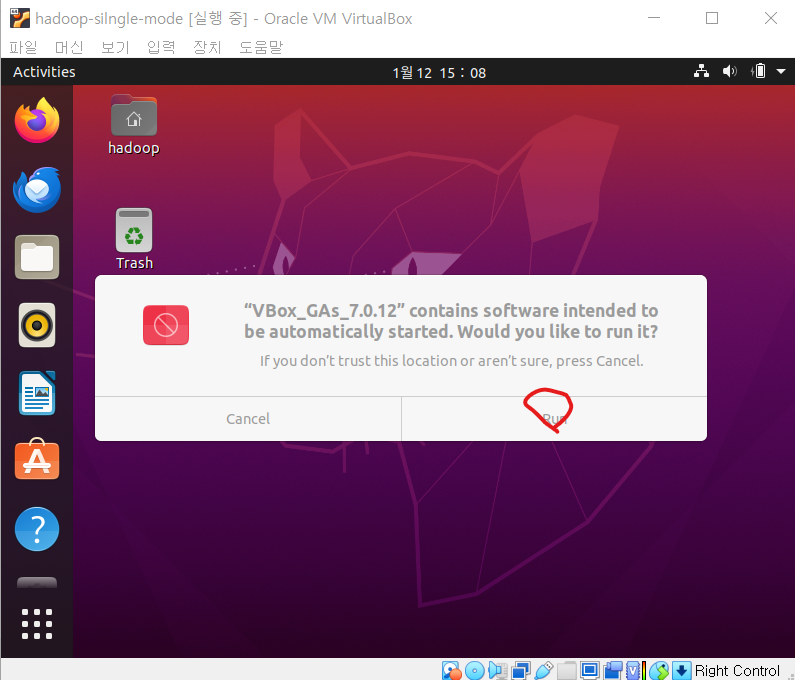 hadoop-silngle-mode [실행 중] - Oracle VM VirtualBox
파일 머신 보기 입력 장치 도움말
Activities
1월 12 15 : 08
hadoop
Trash
“VBox_GAs_7.0.12” contains software intended to
be automatically started. Would you like to run it?
If you don’t trust this location or aren’t sure, press Cancel.
Cancel
Run
Right Control